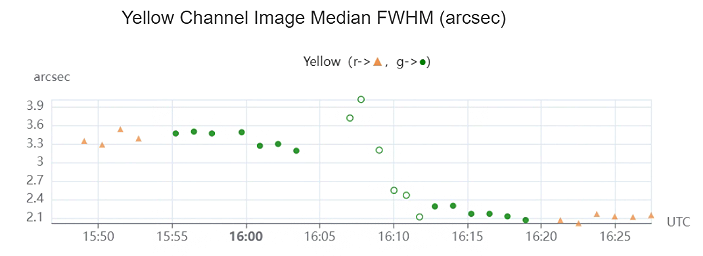 Yellow Channel Image Median FWHM (arcsec)
Yellow (r->▲, g->●)
arcsec
3.9
3.6
3.3
3
2.7
2.4
2.1
UTC
15:50 15:55 16:00 16:05 16:10 16:15 16:20 16:25